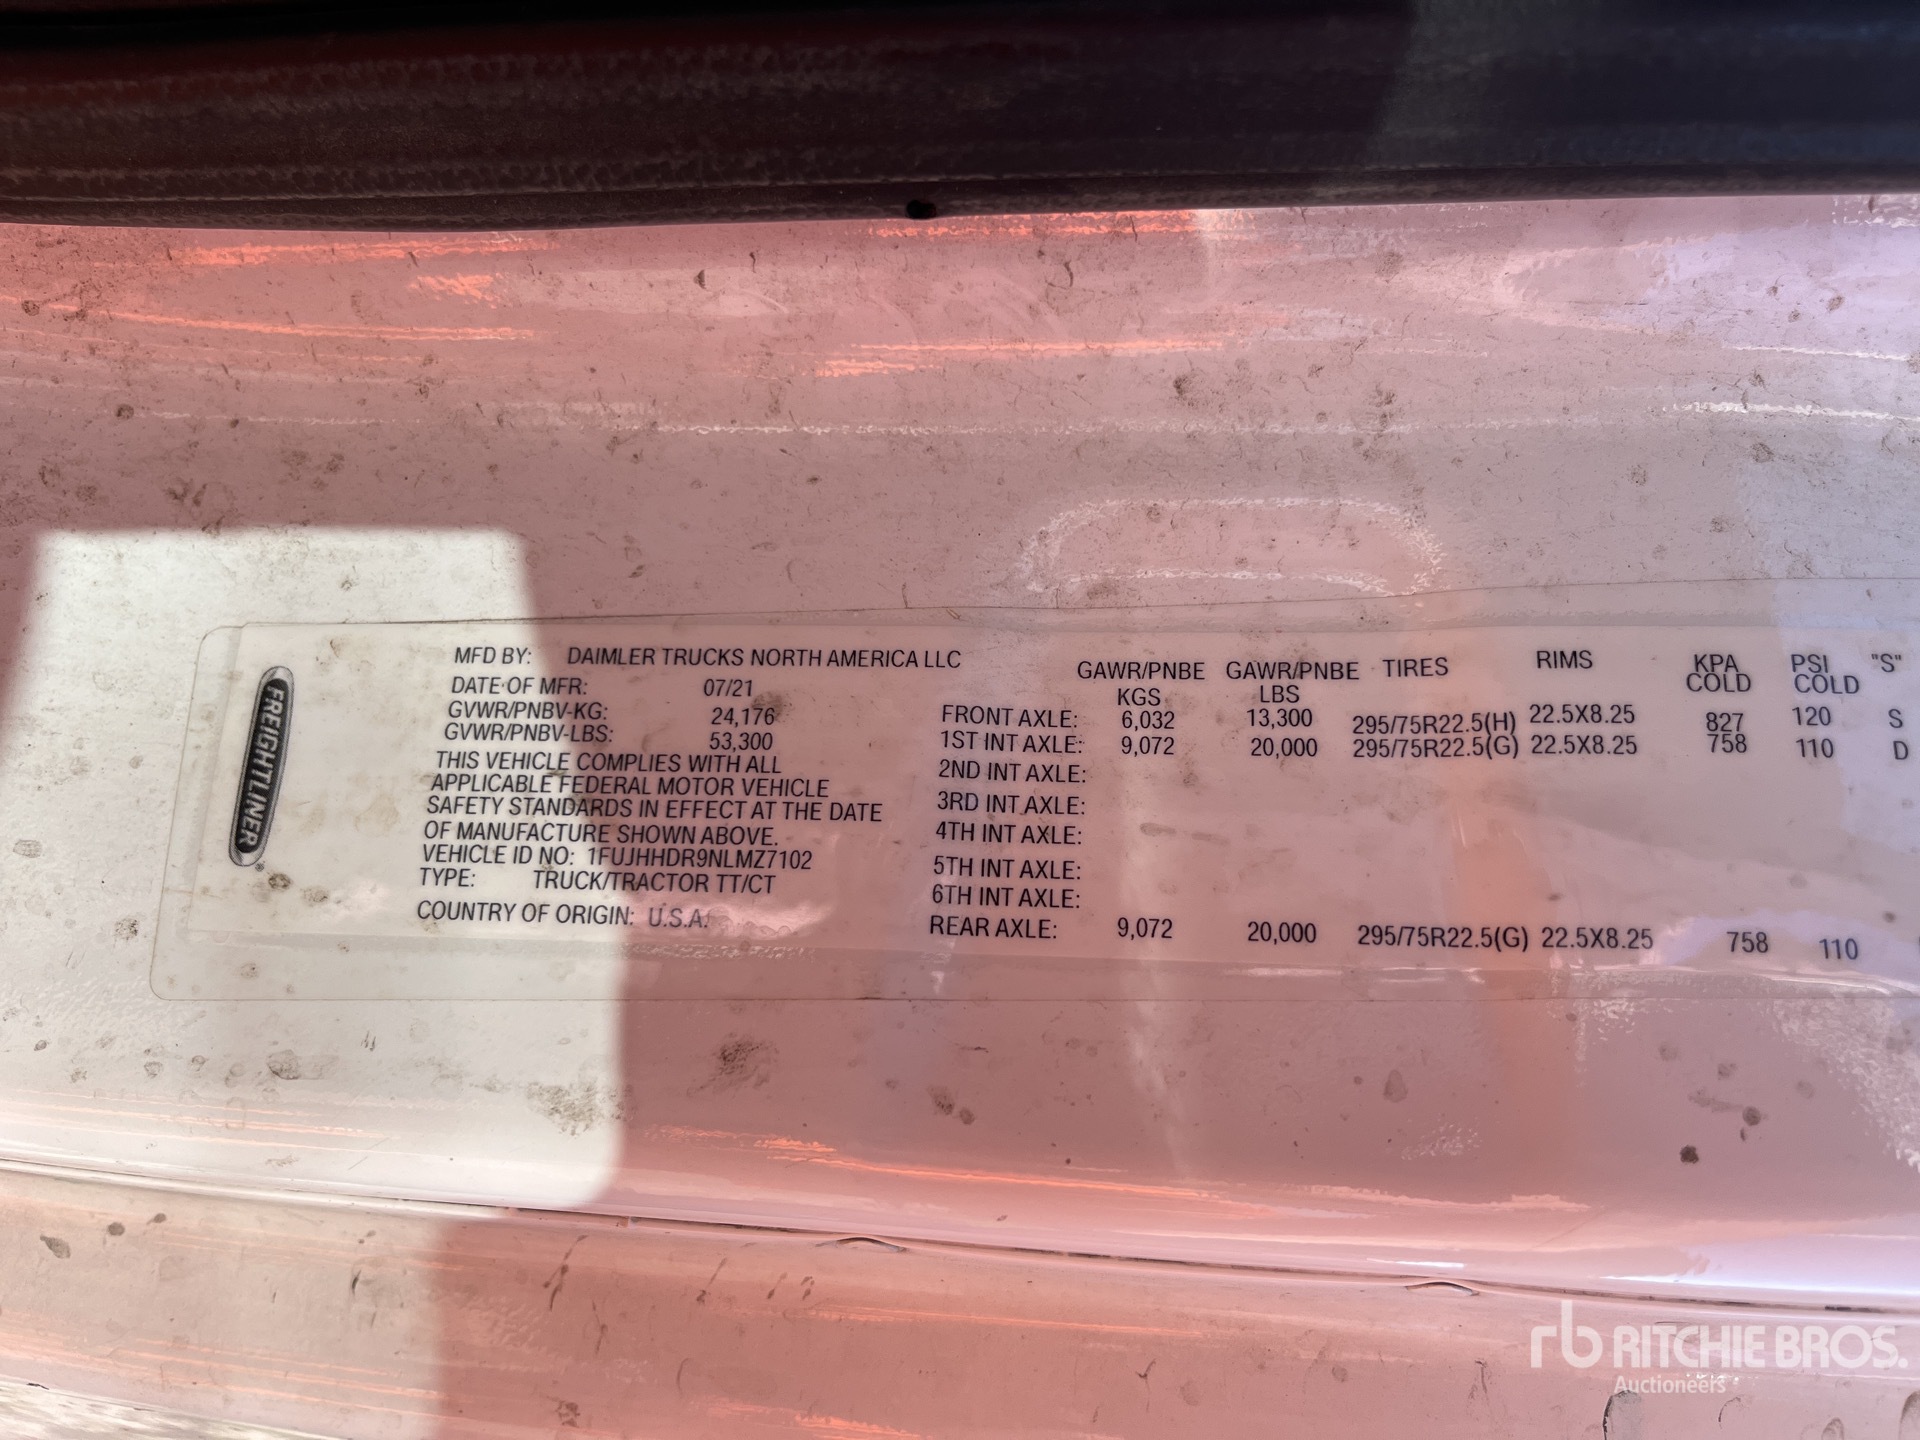 FREIGHTLINER
MFD BY: DAIMLER TRUCKS NORTH AMERICA LLC
DATE OF MFR: 07/21
GVWR/PNBV-KG: 24,176
GVWR/PNBV-LBS: 53,300
THIS VEHICLE COMPLIES WITH ALL
APPLICABLE FEDERAL MOTOR VEHICLE
SAFETY STANDARDS IN EFFECT AT THE DATE
OF MANUFACTURE SHOWN ABOVE.
VEHICLE ID NO: 1FUJHHDR9NLMZ7102
TYPE: TRUCK/TRACTOR TT/CT
COUNTRY OF ORIGIN: U.S.A.
GAWR/PNBE GAWR/PNBE TIRES RIMS KPA PSI "S"
KGS LBS COLD COLD
FRONT AXLE: 6,032 13,300 295/75R22.5(H) 22.5X8.25 827 120 S
1ST INT AXLE: 9,072 20,000 295/75R22.5(G) 22.5X8.25 758 110 D
2ND INT AXLE:
3RD INT AXLE:
4TH INT AXLE:
5TH INT AXLE:
6TH INT AXLE:
REAR AXLE: 9,072 20,000 295/75R22.5(G) 22.5X8.25 758 110
rb RITCHIE BROS.
Auctioneers